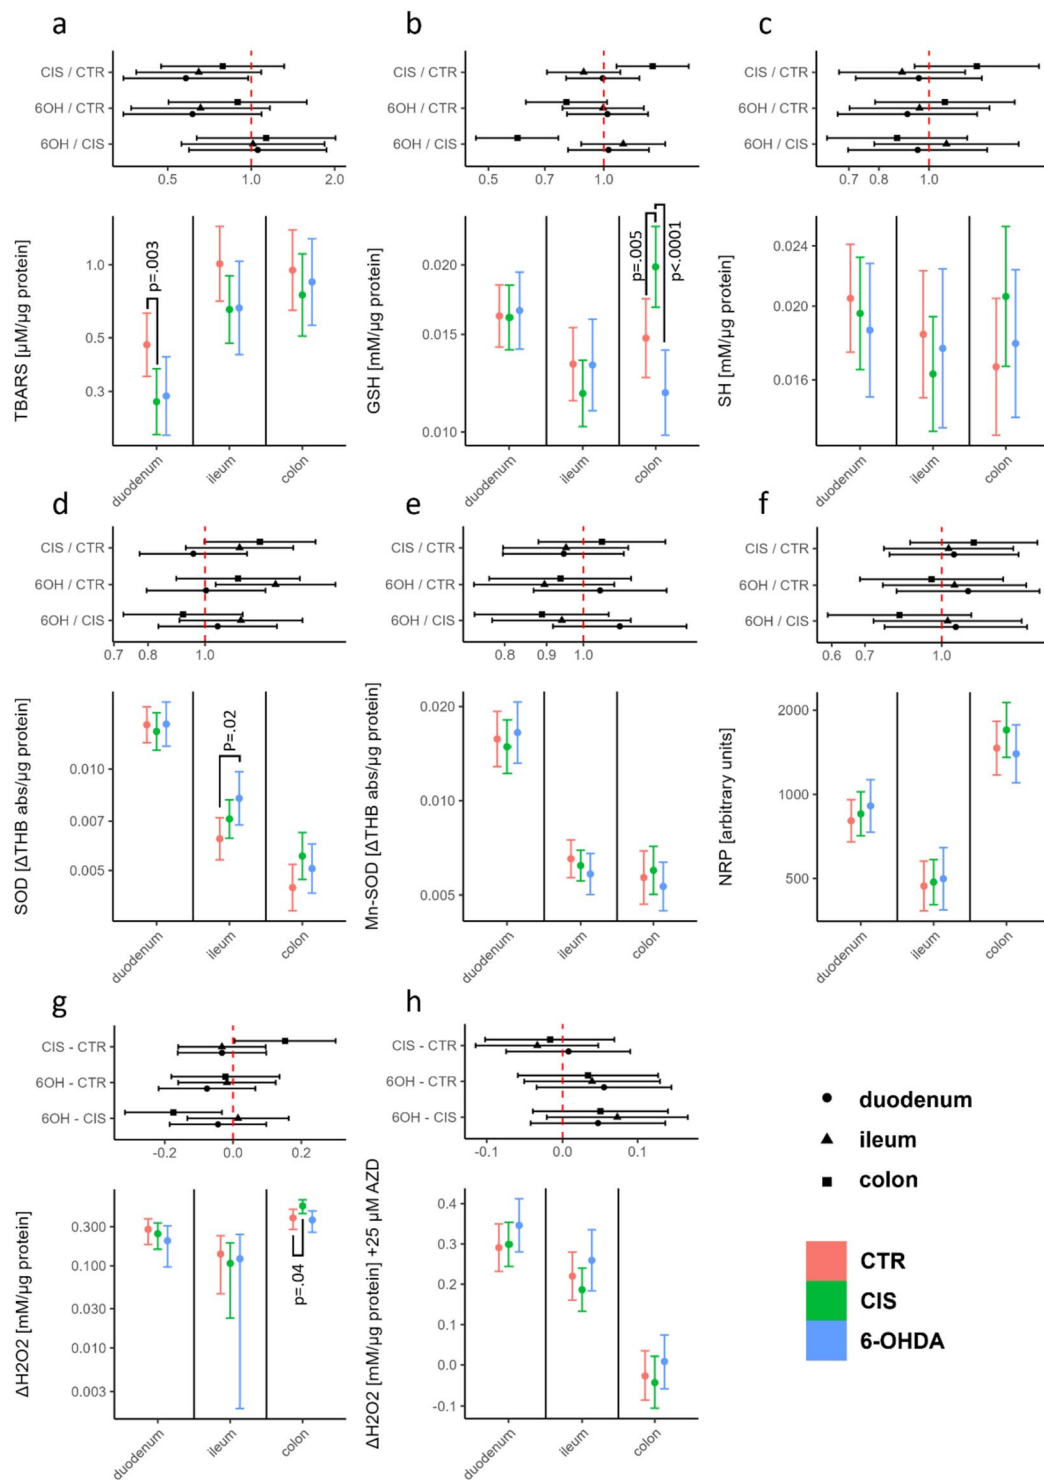 a
CIS / CTR
6OH / CTR
6OH / CIS
0.5 1.0 2.0
TBARS [µM/µg protein]
1.0
0.5
0.3
p=.003
duodenum ileum colon
b
CIS / CTR
6OH / CTR
6OH / CIS
0.5 0.7 1.0
GSH [mM/µg protein]
0.020
0.015
0.010
p=.005
p<.0001
duodenum ileum colon
c
CIS / CTR
6OH / CTR
6OH / CIS
0.7 0.8 1.0
SH [mM/µg protein]
0.024
0.020
0.016
duodenum ileum colon
d
CIS / CTR
6OH / CTR
6OH / CIS
0.7 0.8 1.0
SOD [ΔTHB abs/µg protein]
0.010
0.007
0.005
P=.02
duodenum ileum colon
e
CIS / CTR
6OH / CTR
6OH / CIS
0.8 0.9 1.0
Mn-SOD [ΔTHB abs/µg protein]
0.020
0.010
0.005
duodenum ileum colon
f
CIS / CTR
6OH / CTR
6OH / CIS
0.6 0.7 1.0
NRP [arbitrary units]
2000
1000
500
duodenum ileum colon
g
CIS - CTR
6OH - CTR
6OH - CIS
-0.2 0.0 0.2
ΔH2O2 [mM/µg protein]
0.300
0.100
0.030
0.010
0.003
p=.04
duodenum ileum colon
h
CIS - CTR
6OH - CTR
6OH - CIS
-0.1 0.0 0.1
ΔH2O2 [mM/µg protein] +25 µM AZD
0.4
0.3
0.2
0.1
0.0
-0.1
duodenum ileum colon
duodenum
ileum
colon
CTR
CIS
6-OHDA